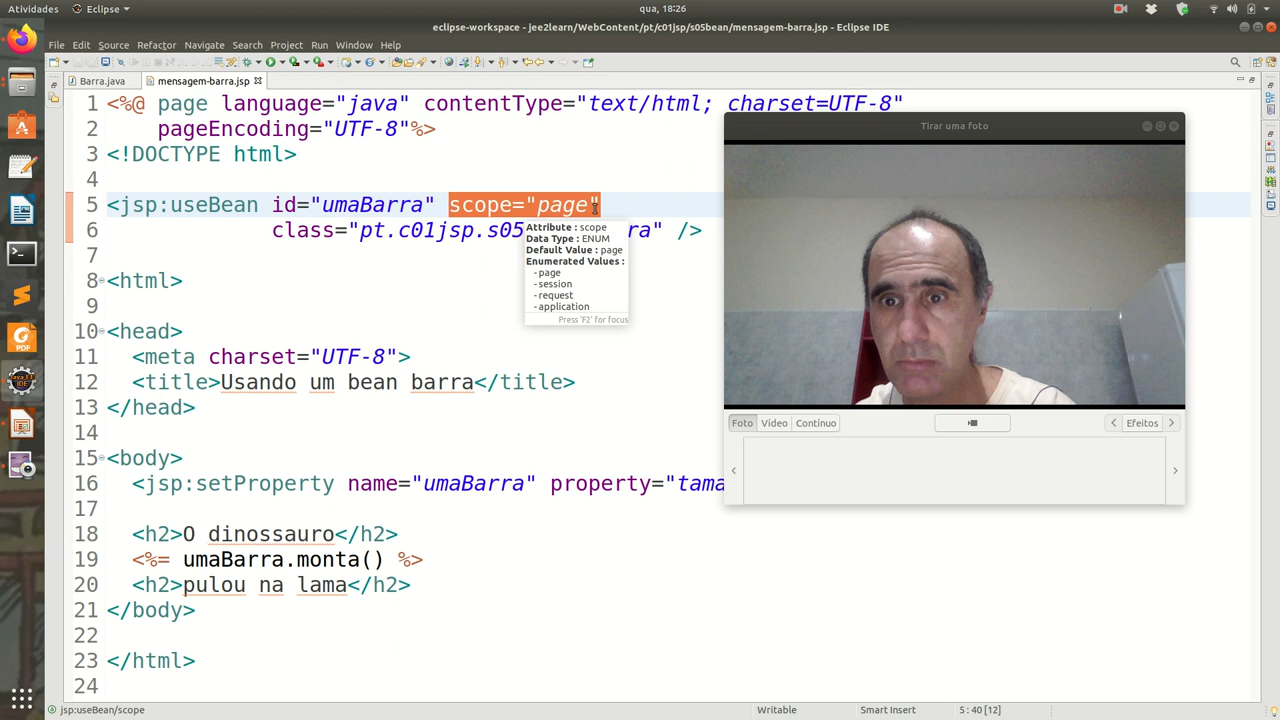 Atividades
Eclipse
qua, 18:26
eclipse-workspace - jee2learn/WebContent/pt/c01jsp/s05bean/mensagem-barra.jsp - Eclipse IDE
File Edit Source Refactor Navigate Search Project Run Window Help
Barra.java
mensagem-barra.jsp
1 <%@ page language="java" contentType="text/html; charset=UTF-8"
2 pageEncoding="UTF-8"%>
3 <!DOCTYPE html>
4
5 <jsp:useBean id="umaBarra" scope="page"
6 class="pt.c01jsp.s05 ra" />
7
8 <html>
9
10 <head>
11 <meta charset="UTF-8">
12 <title>Usando um bean barra</title>
13 </head>
14
15 <body>
16 <jsp:setProperty name="umaBarra" property="tama
17
18 <h2>O dinossauro</h2>
19 <%= umaBarra.monta() %>
20 <h2>pulou na lama</h2>
21 </body>
22
23 </html>
24
Attribute : scope
Data Type : ENUM
Default Value : page
Enumerated Values :
- page
- session
- request
- application
Press 'F2' for focus
Tirar uma foto
Foto Vídeo Contínuo
Efeitos
PDF
Java EE
IDE
jsp:useBean/scope
Writable
Smart Insert
5 : 40 [12]